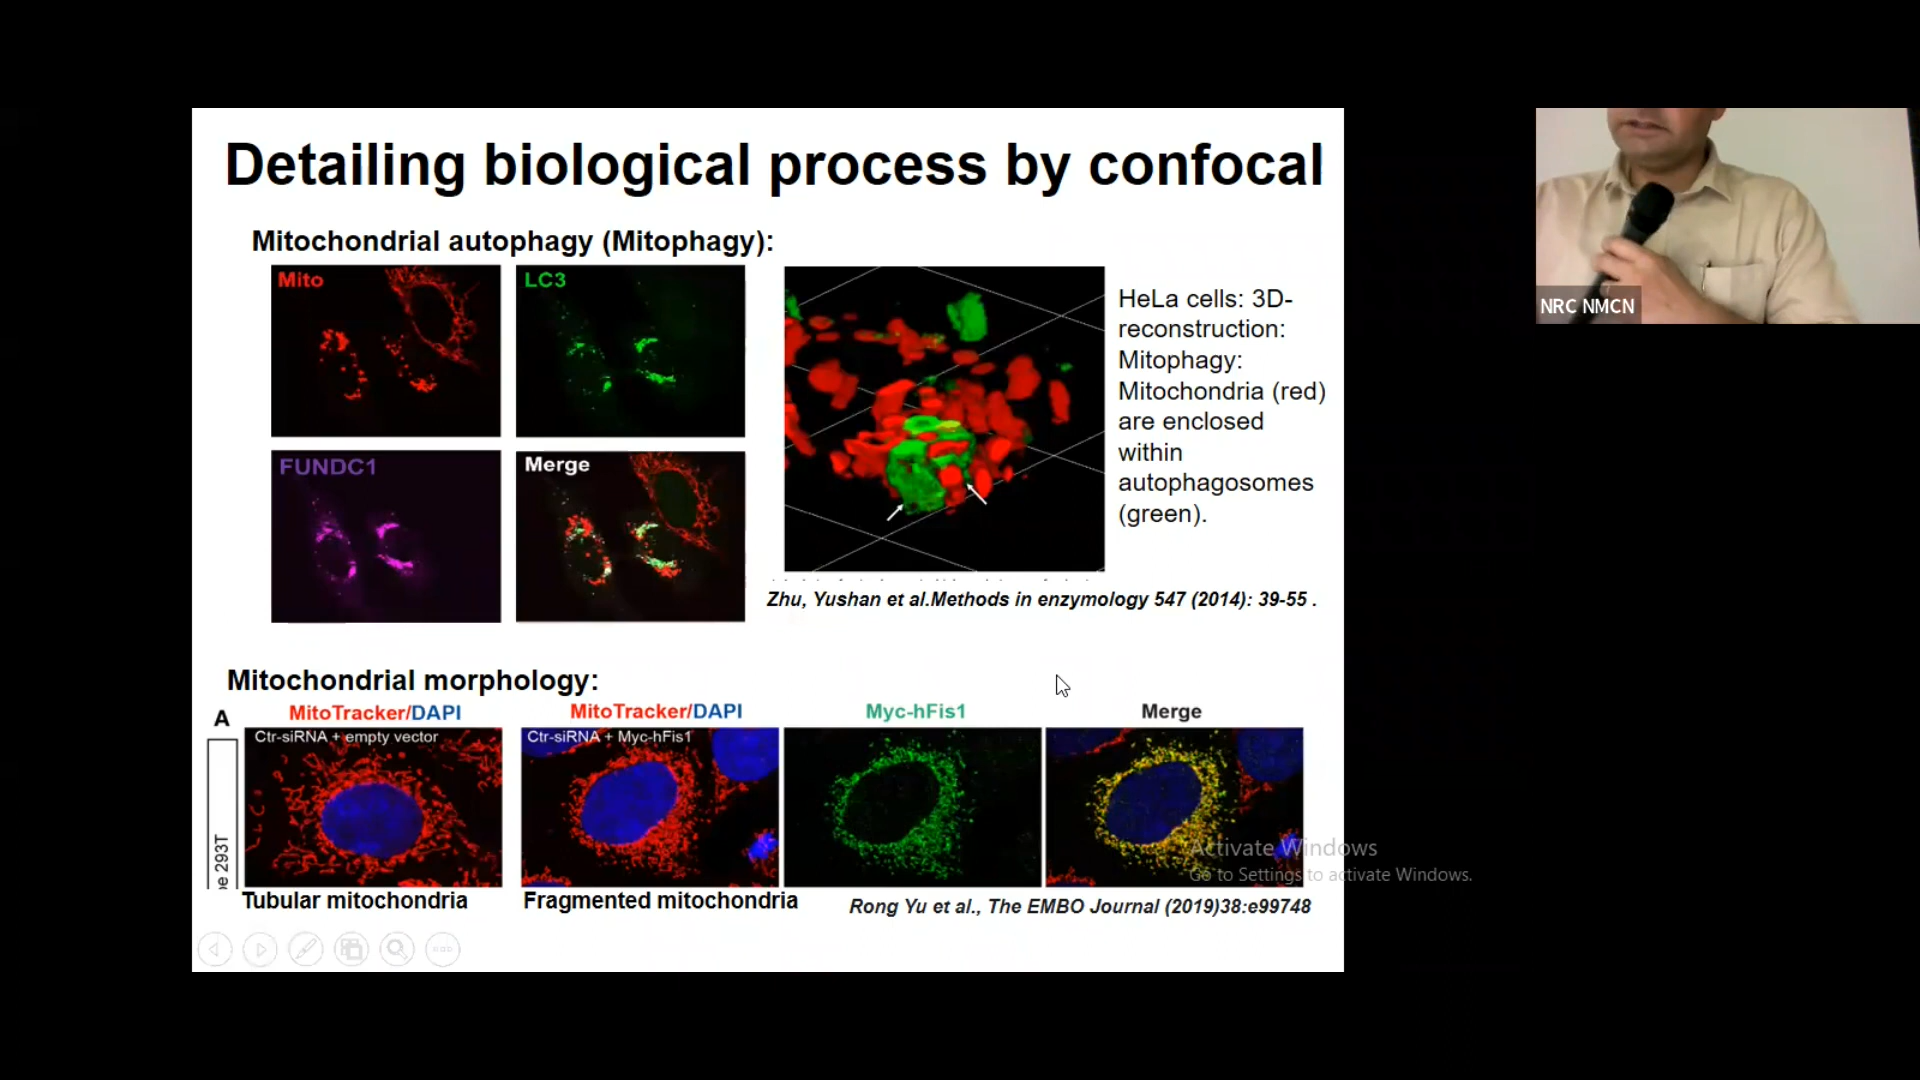 Detailing biological process by confocal
Mitochondrial autophagy (Mitophagy):
Mito
LC3
FUNDC1
Merge
HeLa cells: 3D-
reconstruction:
Mitophagy:
Mitochondria (red)
are enclosed
within
autophagosomes
(green).
Zhu, Yushan et al.Methods in enzymology 547 (2014): 39-55 .
Mitochondrial morphology:
A
MitoTracker/DAPI
MitoTracker/DAPI
Myc-hFis1
Merge
Ctr-siRNA + empty vector
Ctr-siRNA + Myc-hFis1
293T
Tubular mitochondria
Fragmented mitochondria
Rong Yu et al., The EMBO Journal (2019)38:e99748
Activate Windows
Go to Settings to activate Windows.
NRC NMCN